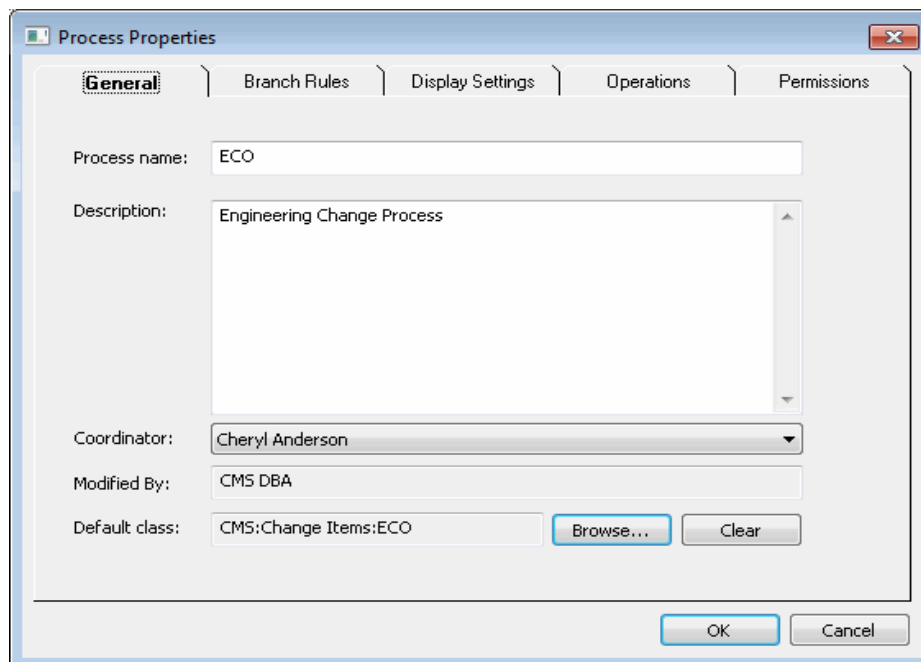 Process Properties
General Branch Rules Display Settings Operations Permissions
Process name: ECO
Description: Engineering Change Process
Coordinator: Cheryl Anderson
Modified By: CMS DBA
Default class: CMS:Change Items:ECO Browse... Clear
OK Cancel